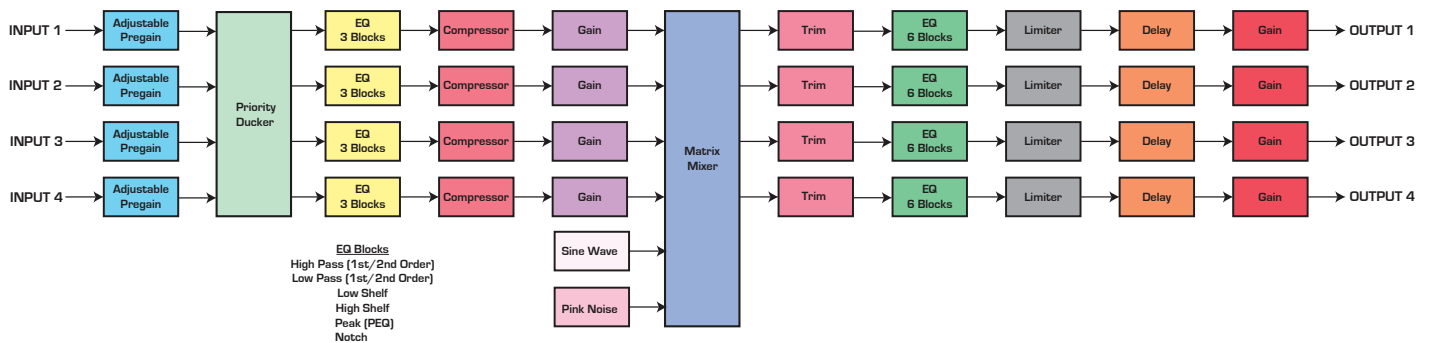 INPUT 1
Adjustable
Pregain
EQ
3 Blocks
Compressor
Gain
Trim
EQ
6 Blocks
Limiter
Delay
Gain
OUTPUT 1
INPUT 2
Adjustable
Pregain
EQ
3 Blocks
Compressor
Gain
Trim
EQ
6 Blocks
Limiter
Delay
Gain
OUTPUT 2
Priority
Ducker
Matrix
Mixer
INPUT 3
Adjustable
Pregain
EQ
3 Blocks
Compressor
Gain
Trim
EQ
6 Blocks
Limiter
Delay
Gain
OUTPUT 3
INPUT 4
Adjustable
Pregain
EQ
3 Blocks
Compressor
Gain
Trim
EQ
6 Blocks
Limiter
Delay
Gain
OUTPUT 4
Sine Wave
Pink Noise
EQ Blocks
High Pass (1st/2nd Order)
Low Pass (1st/2nd Order)
Low Shelf
High Shelf
Peak (PEQ)
Notch